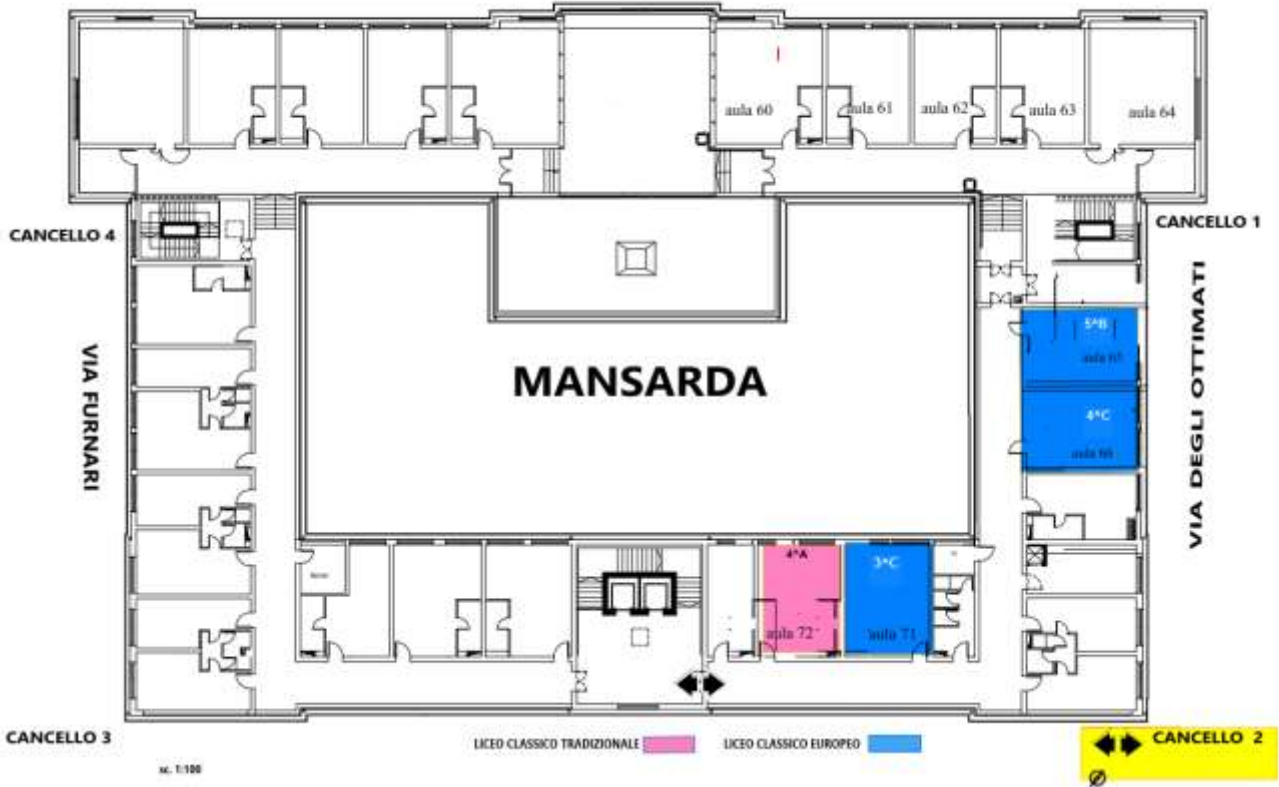 aula 60
aula 61
aula 62
aula 63
aula 64
CANCELLO 4
CANCELLO 1
VIA FURNARI
MANSARDA
VIA DEGLI OTTIMATI
5^B
aula 65
4^C
aula 66
4^A
aula 72
3^C
aula 71
CANCELLO 3
LICEO CLASSICO TRADIZIONALE
LICEO CLASSICO EUROPEO
CANCELLO 2
sc. 1:100